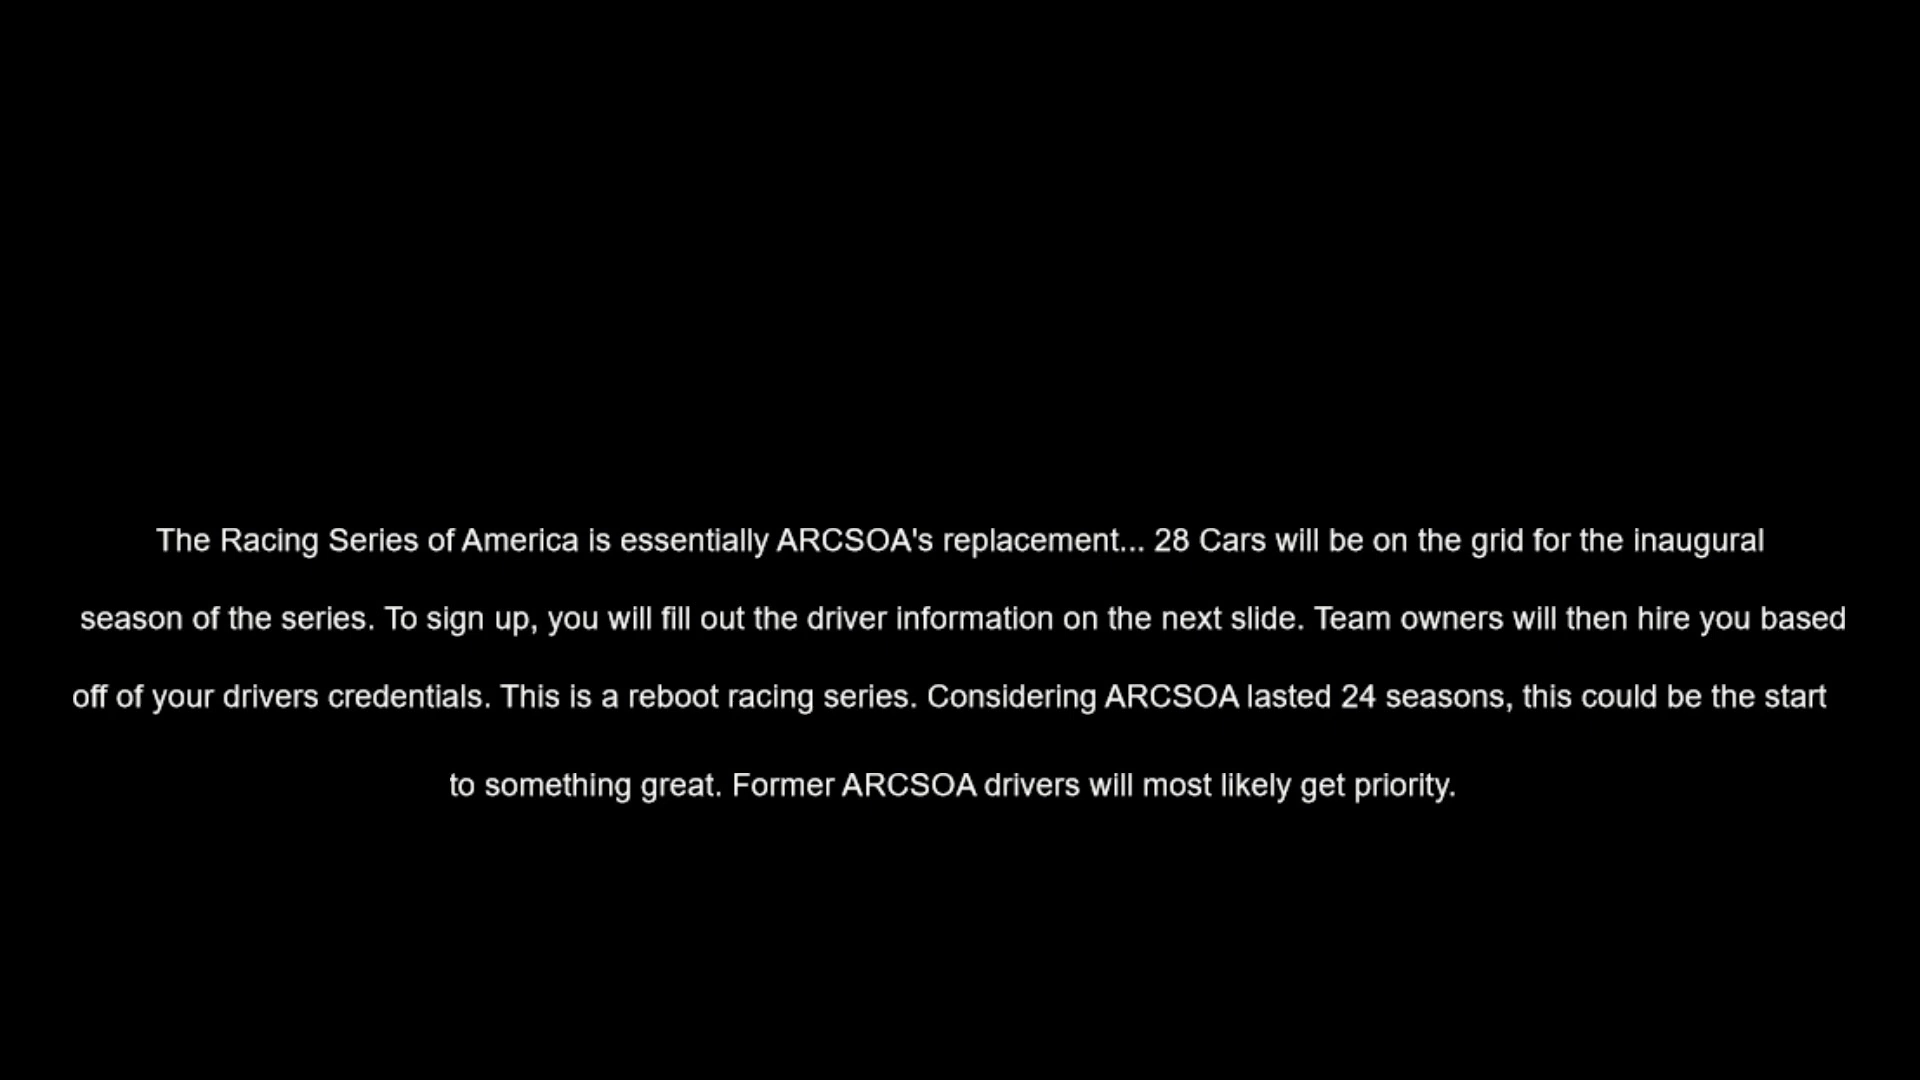 The Racing Series of America is essentially ARCSOA's replacement... 28 Cars will be on the grid for the inaugural
season of the series. To sign up, you will fill out the driver information on the next slide. Team owners will then hire you based
off of your drivers credentials. This is a reboot racing series. Considering ARCSOA lasted 24 seasons, this could be the start
to something great. Former ARCSOA drivers will most likely get priority.